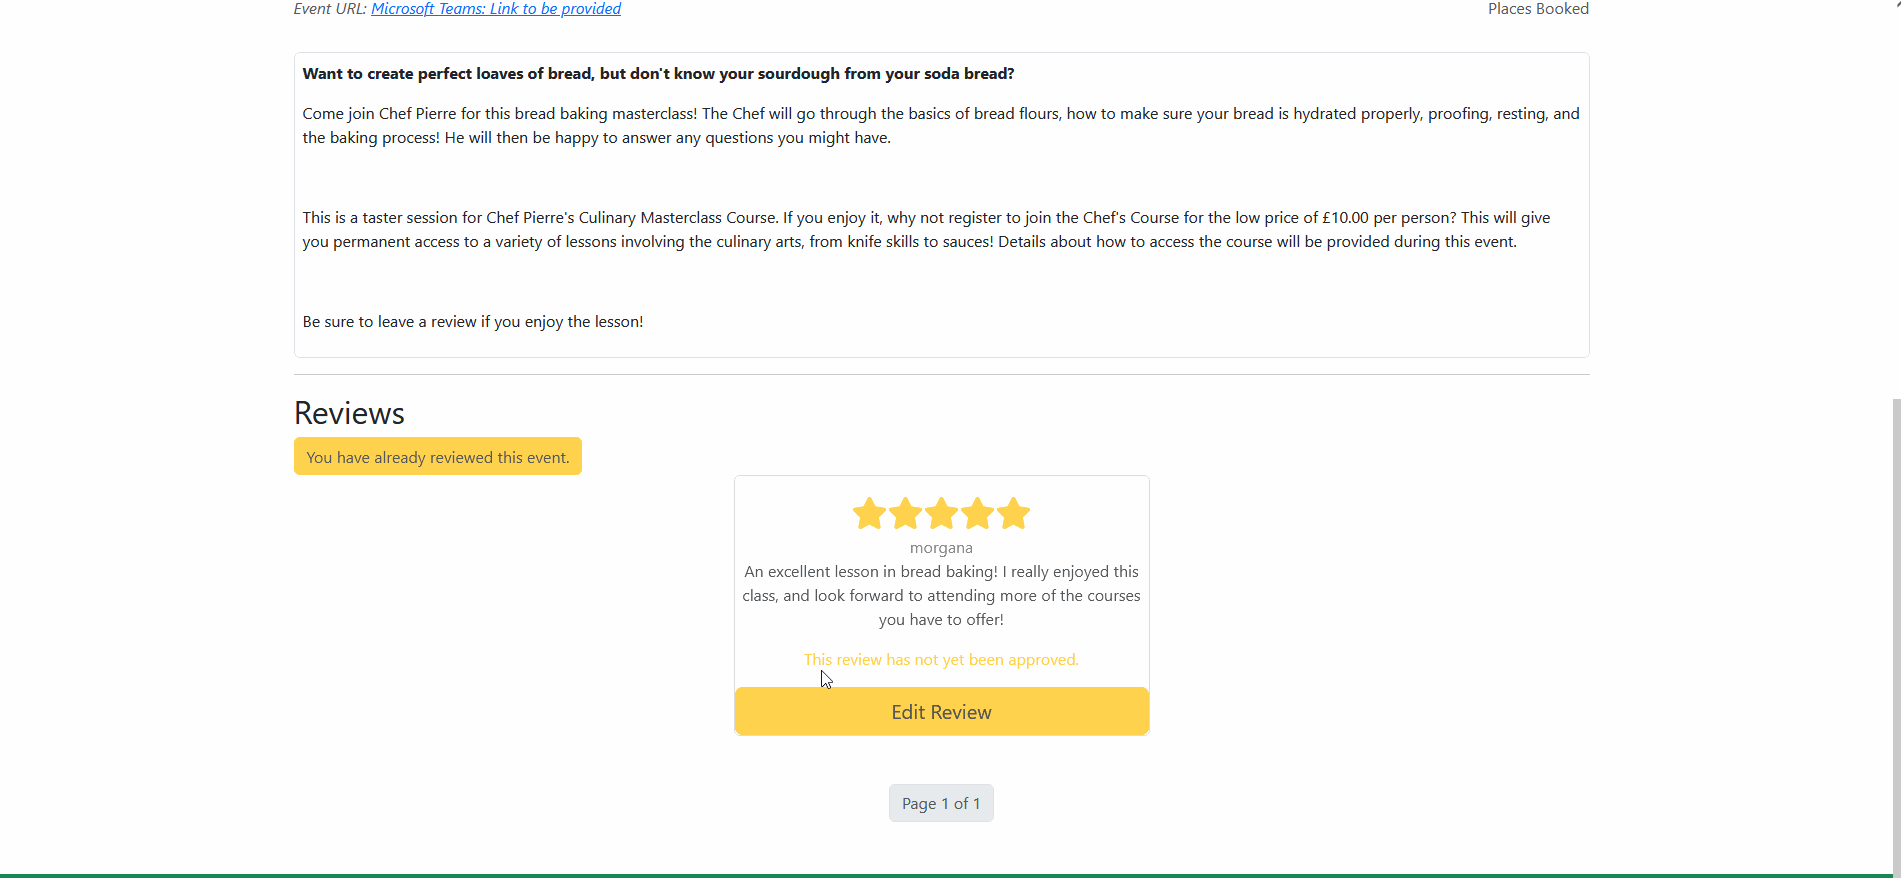 Event URL: Microsoft Teams: Link to be provided
Places Booked
Want to create perfect loaves of bread, but don't know your sourdough from your soda bread?
Come join Chef Pierre for this bread baking masterclass! The Chef will go through the basics of bread flours, how to make sure your bread is hydrated properly, proofing, resting, and
the baking process! He will then be happy to answer any questions you might have.
This is a taster session for Chef Pierre's Culinary Masterclass Course. If you enjoy it, why not register to join the Chef's Course for the low price of £10.00 per person? This will give
you permanent access to a variety of lessons involving the culinary arts, from knife skills to sauces! Details about how to access the course will be provided during this event.
Be sure to leave a review if you enjoy the lesson!
Reviews
You have already reviewed this event.
morgana
An excellent lesson in bread baking! I really enjoyed this
class, and look forward to attending more of the courses
you have to offer!
This review has not yet been approved.
Edit Review
Page 1 of 1